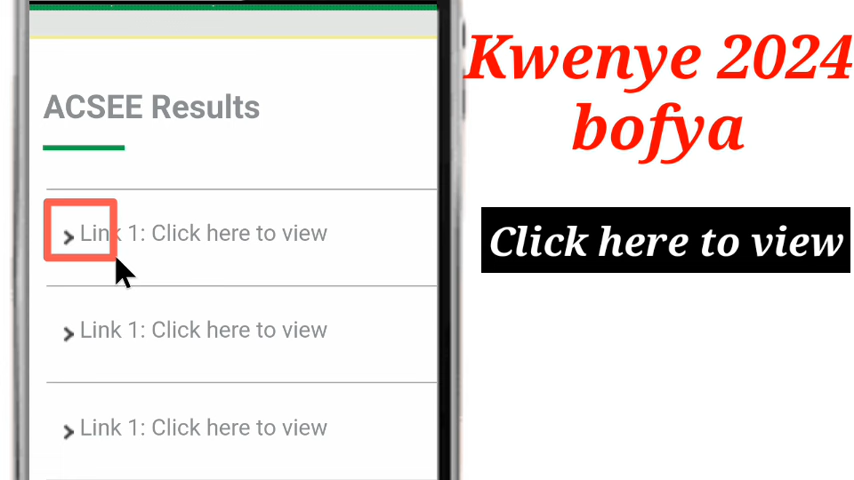 ACSEE Results
Link 1: Click here to view
Link 1: Click here to view
Link 1: Click here to view
Kwenye 2024
bofya
Click here to view